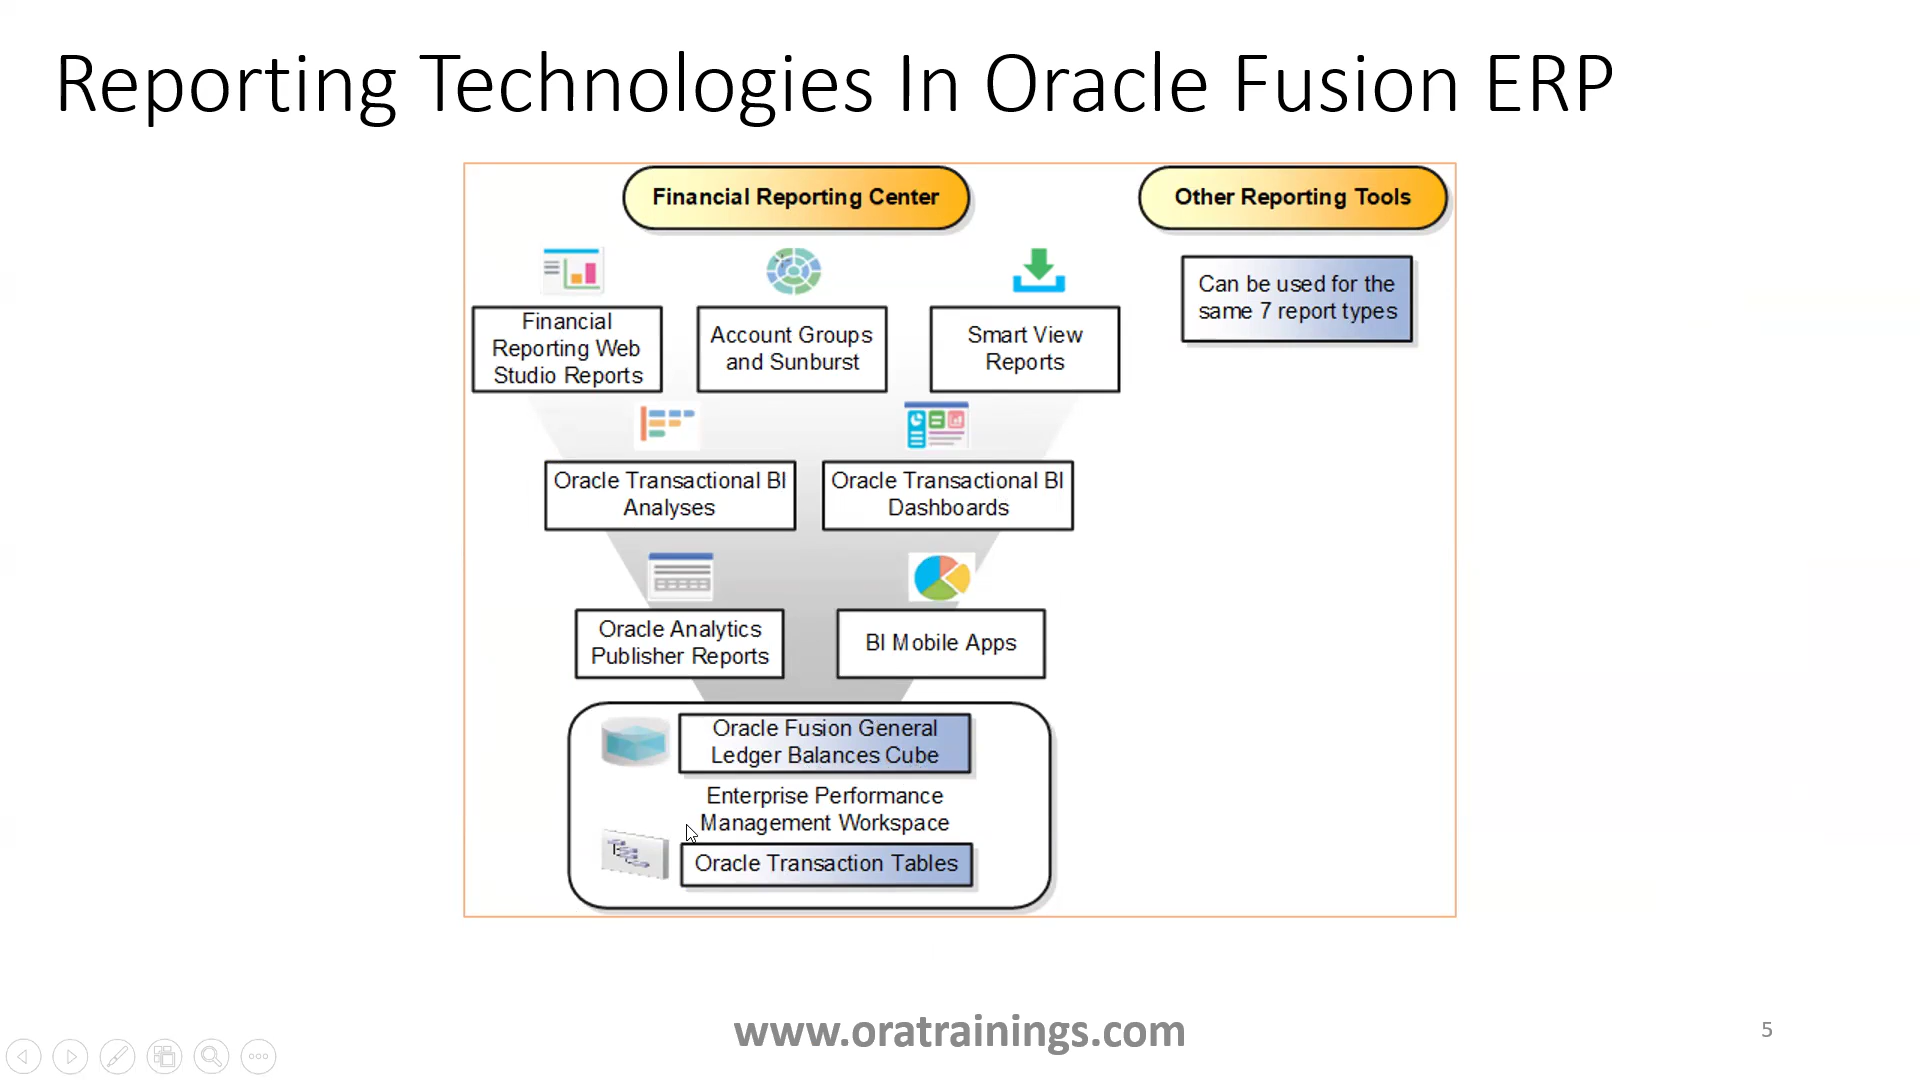 Reporting Technologies In Oracle Fusion ERP
Financial Reporting Center
Other Reporting Tools
Can be used for the
same 7 report types
Financial
Reporting Web
Studio Reports
Account Groups
and Sunburst
Smart View
Reports
Oracle Transactional BI
Analyses
Oracle Transactional BI
Dashboards
Oracle Analytics
Publisher Reports
BI Mobile Apps
Oracle Fusion General
Ledger Balances Cube
Enterprise Performance
Management Workspace
Oracle Transaction Tables
www.oratrainings.com
5